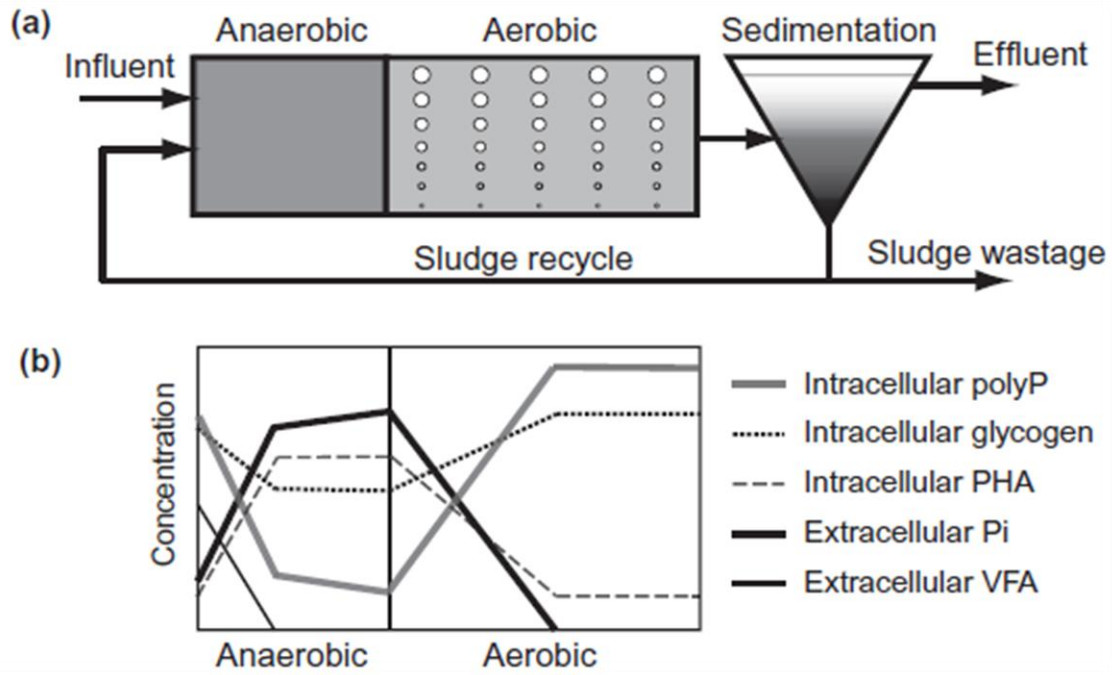 (a)
Anaerobic
Aerobic
Sedimentation
Influent
Effluent
Sludge recycle
Sludge wastage
(b)
Concentration
Intracellular polyP
Intracellular glycogen
Intracellular PHA
Extracellular Pi
Extracellular VFA
Anaerobic
Aerobic